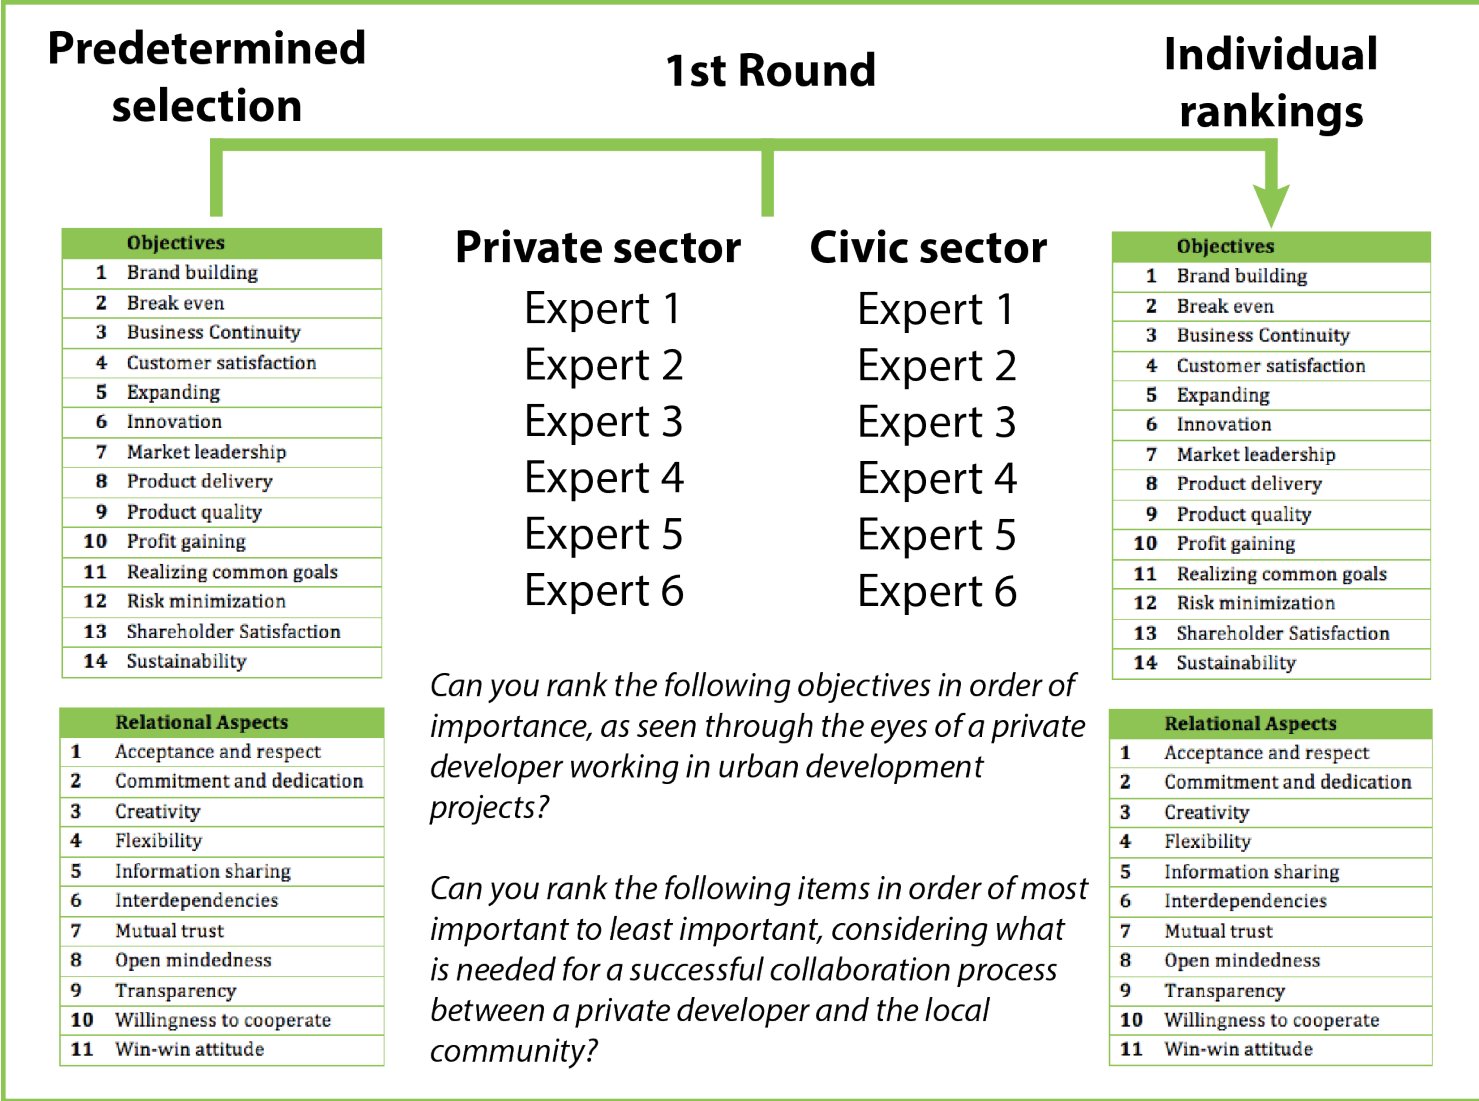 Predetermined
selection
1st Round
Individual
rankings
Objectives
1 Brand building
2 Break even
3 Business Continuity
4 Customer satisfaction
5 Expanding
6 Innovation
7 Market leadership
8 Product delivery
9 Product quality
10 Profit gaining
11 Realizing common goals
12 Risk minimization
13 Shareholder Satisfaction
14 Sustainability
Relational Aspects
1 Acceptance and respect
2 Commitment and dedication
3 Creativity
4 Flexibility
5 Information sharing
6 Interdependencies
7 Mutual trust
8 Open mindedness
9 Transparency
10 Willingness to cooperate
11 Win-win attitude
Private sector
Expert 1
Expert 2
Expert 3
Expert 4
Expert 5
Expert 6
Civic sector
Expert 1
Expert 2
Expert 3
Expert 4
Expert 5
Expert 6
Can you rank the following objectives in order of
importance, as seen through the eyes of a private
developer working in urban development
projects?
Can you rank the following items in order of most
important to least important, considering what
is needed for a successful collaboration process
between a private developer and the local
community?
Objectives
1 Brand building
2 Break even
3 Business Continuity
4 Customer satisfaction
5 Expanding
6 Innovation
7 Market leadership
8 Product delivery
9 Product quality
10 Profit gaining
11 Realizing common goals
12 Risk minimization
13 Shareholder Satisfaction
14 Sustainability
Relational Aspects
1 Acceptance and respect
2 Commitment and dedication
3 Creativity
4 Flexibility
5 Information sharing
6 Interdependencies
7 Mutual trust
8 Open mindedness
9 Transparency
10 Willingness to cooperate
11 Win-win attitude